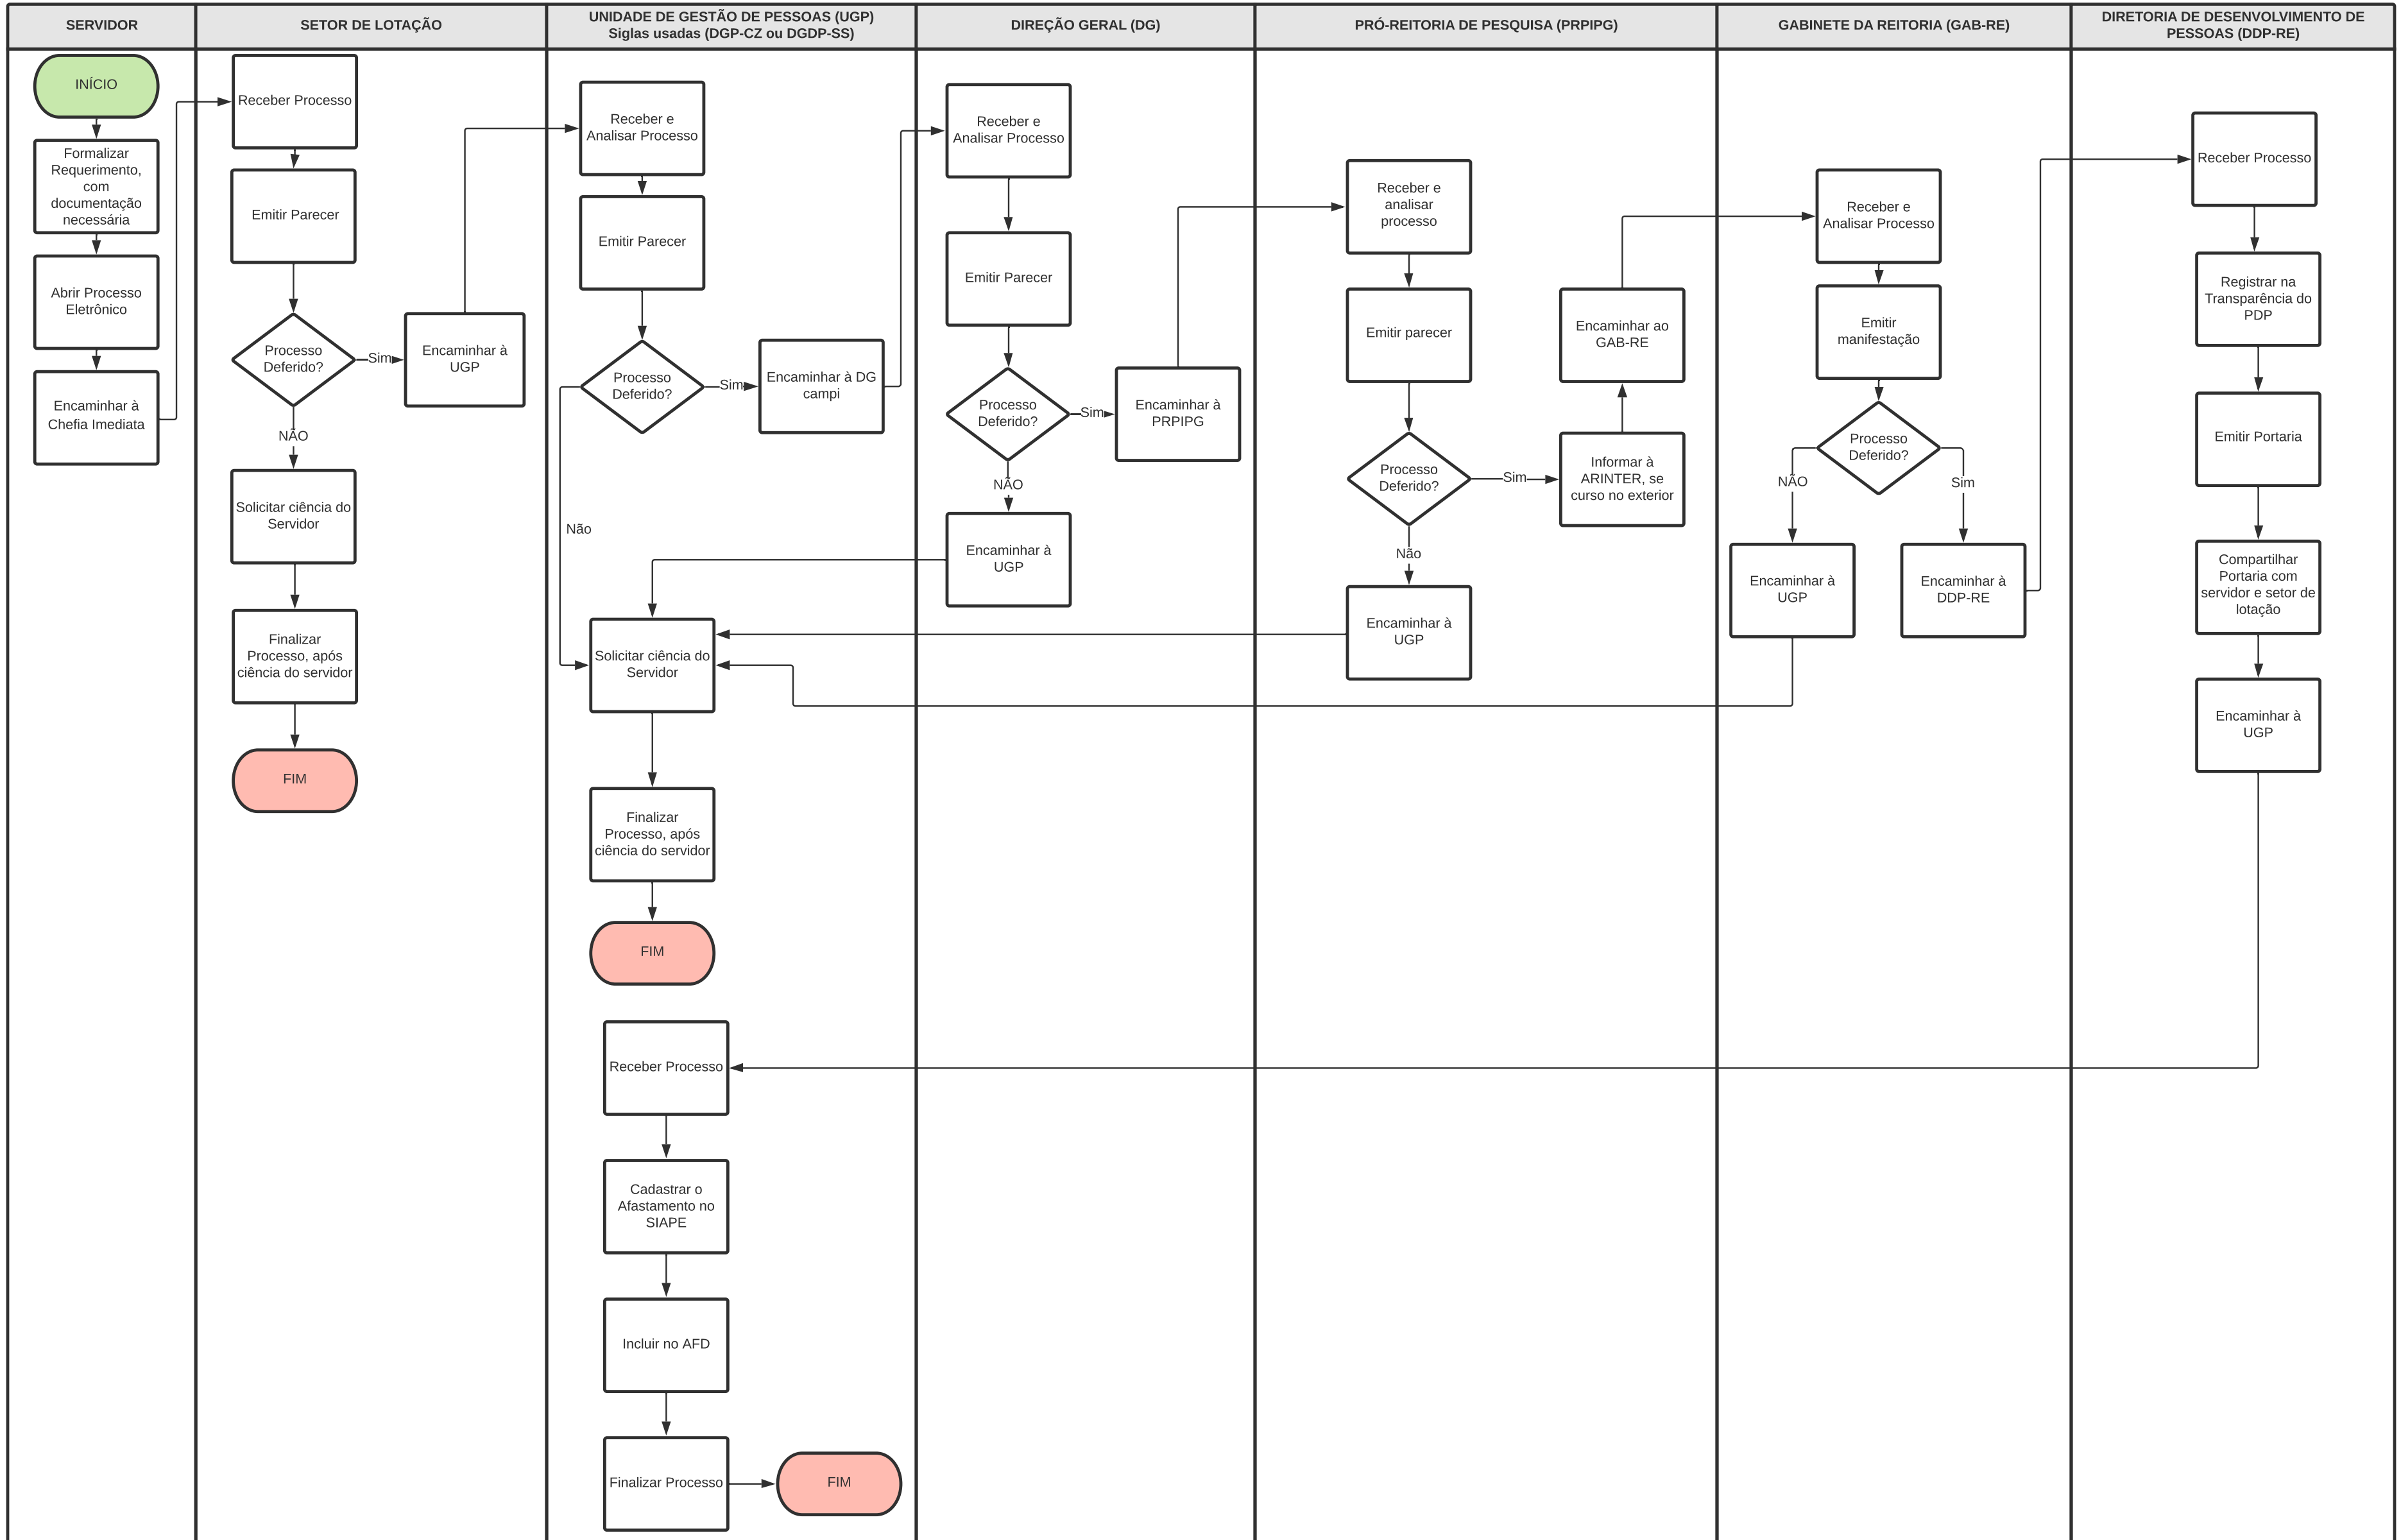 SERVIDOR
SETOR DE LOTAÇÃO
UNIDADE DE GESTÃO DE PESSOAS (UGP)
Siglas usadas (DGP-CZ ou DGDP-SS)
DIREÇÃO GERAL (DG)
PRÓ-REITORIA DE PESQUISA (PRPIPG)
GABINETE DA REITORIA (GAB-RE)
DIRETORIA DE DESENVOLVIMENTO DE
PESSOAS (DDP-RE)
INÍCIO
Formalizar
Requerimento,
com
documentação
necessária
Abrir Processo
Eletrônico
Encaminhar à
Chefia Imediata
Receber Processo
Emitir Parecer
Processo
Deferido?
Sim
Encaminhar à
UGP
NÃO
Solicitar ciência do
Servidor
Finalizar
Processo, após
ciência do servidor
FIM
Receber e
Analisar Processo
Emitir Parecer
Processo
Deferido?
Sim
Encaminhar à DG
campi
Não
Solicitar ciência do
Servidor
Finalizar
Processo, após
ciência do servidor
FIM
Receber Processo
Cadastrar o
Afastamento no
SIAPE
Incluir no AFD
Finalizar Processo
FIM
Receber e
Analisar Processo
Emitir Parecer
Processo
Deferido?
Sim
Encaminhar à
PRPIPG
NÃO
Encaminhar à
UGP
Receber e
analisar
processo
Emitir parecer
Processo
Deferido?
Sim
Informar à
ARINTER, se
curso no exterior
Encaminhar ao
GAB-RE
Não
Encaminhar à
UGP
Receber e
Analisar Processo
Emitir
manifestação
Processo
Deferido?
NÃO
Sim
Encaminhar à
UGP
Encaminhar à
DDP-RE
Receber Processo
Registrar na
Transparência do
PDP
Emitir Portaria
Compartilhar
Portaria com
servidor e setor de
lotação
Encaminhar à
UGP